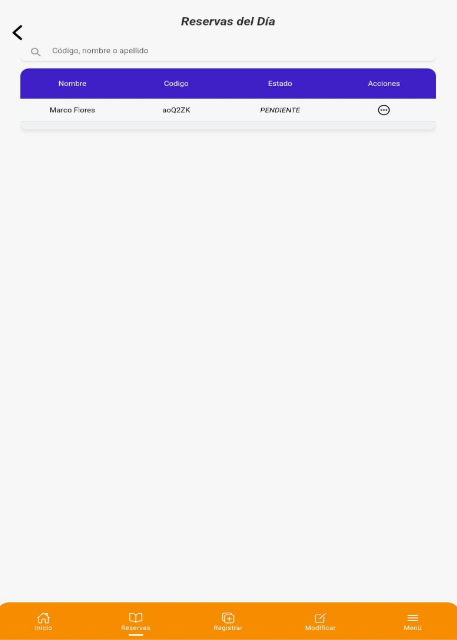 Reservas del Día
Código, nombre o apellido
Nombre Codigo Estado Acciones
Marco Flores aoQ2ZK PENDIENTE
Inicio Reservas Registrar Modificar Menú